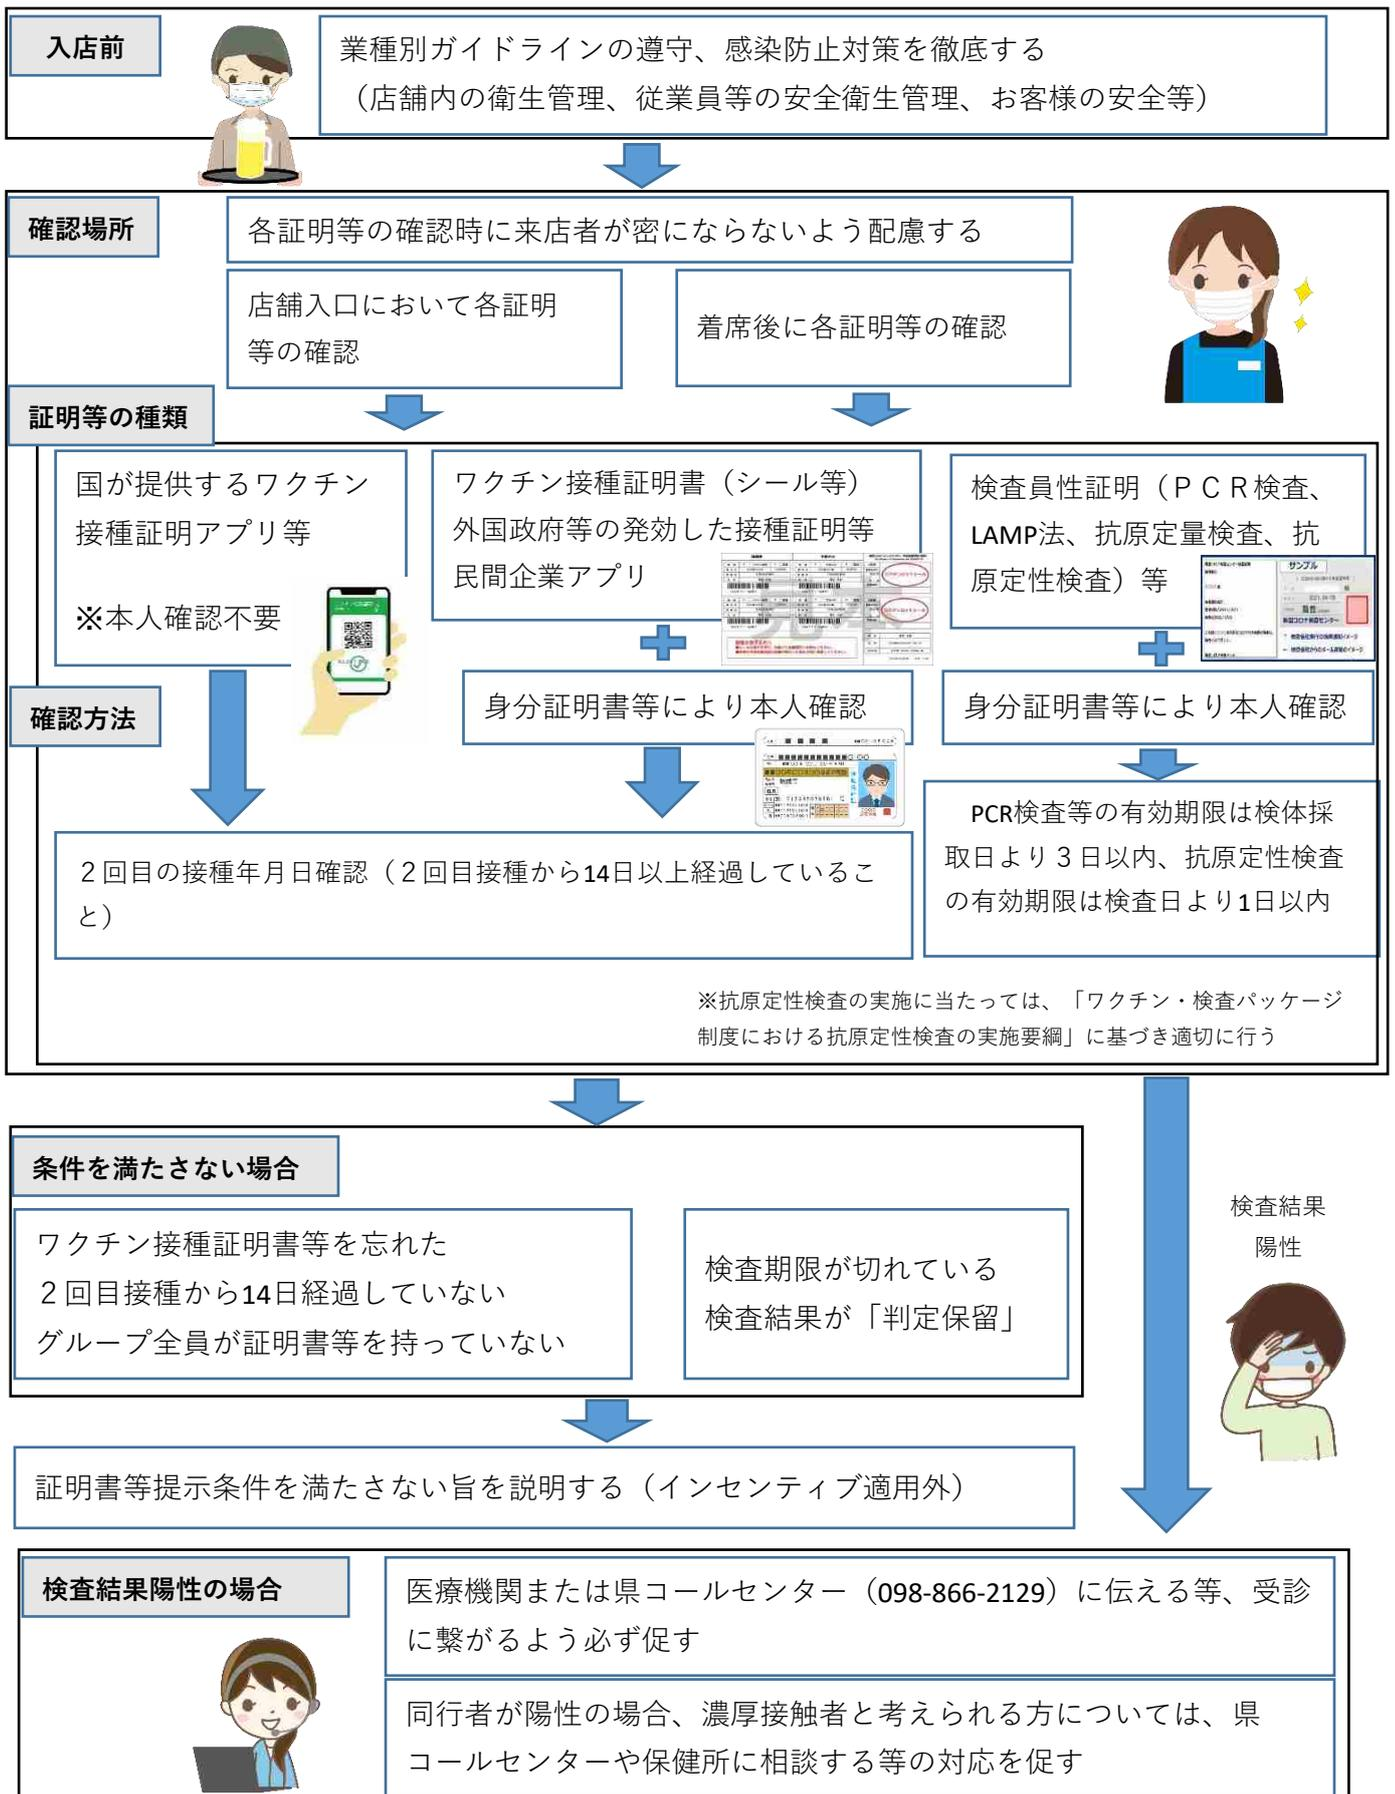 入店前
業種別ガイドラインの遵守、感染防止対策を徹底する
（店舗内の衛生管理、従業員等の安全衛生管理、お客様の安全等）
確認場所
各証明等の確認時に来店者が密にならないよう配慮する
店舗入口において各証明
等の確認
着席後に各証明等の確認
証明等の種類
国が提供するワクチン
接種証明アプリ等
※本人確認不要
ワクチン接種証明書（シール等）
外国政府等の発効した接種証明等
民間企業アプリ
検査員性証明（ＰＣＲ検査、
LAMP法、抗原定量検査、抗
原定性検査）等
サンプル
陰性
新型コロナ検査センター
確認方法
身分証明書等により本人確認
身分証明書等により本人確認
２回目の接種年月日確認（２回目接種から14日以上経過しているこ
と）
PCR検査等の有効期限は検体採
取日より３日以内、抗原定性検査
の有効期限は検査日より1日以内
※抗原定性検査の実施に当たっては、「ワクチン・検査パッケージ
制度における抗原定性検査の実施要綱」に基づき適切に行う
条件を満たさない場合
ワクチン接種証明書等を忘れた
２回目接種から14日経過していない
グループ全員が証明書等を持っていない
検査期限が切れている
検査結果が「判定保留」
検査結果
陽性
証明書等提示条件を満たさない旨を説明する（インセンティブ適用外）
検査結果陽性の場合
医療機関または県コールセンター（098-866-2129）に伝える等、受診
に繋がるよう必ず促す
同行者が陽性の場合、濃厚接触者と考えられる方については、県
コールセンターや保健所に相談する等の対応を促す